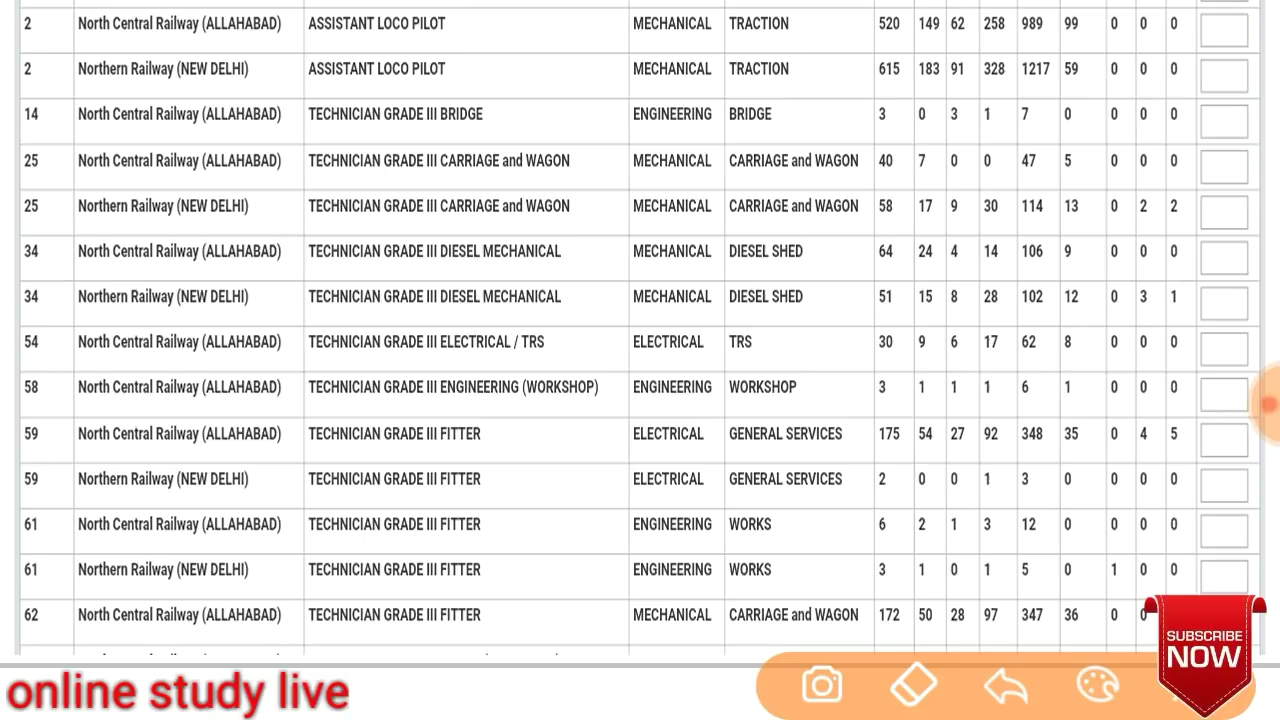 2 North Central Railway (ALLAHABAD) ASSISTANT LOCO PILOT MECHANICAL TRACTION 520 149 62 258 989 99 0 0 0
2 Northern Railway (NEW DELHI) ASSISTANT LOCO PILOT MECHANICAL TRACTION 615 183 91 328 1217 59 0 0 0
14 North Central Railway (ALLAHABAD) TECHNICIAN GRADE III BRIDGE ENGINEERING BRIDGE 3 0 3 1 7 0 0 0 0
25 North Central Railway (ALLAHABAD) TECHNICIAN GRADE III CARRIAGE and WAGON MECHANICAL CARRIAGE and WAGON 40 7 0 0 47 5 0 0 0
25 Northern Railway (NEW DELHI) TECHNICIAN GRADE III CARRIAGE and WAGON MECHANICAL CARRIAGE and WAGON 58 17 9 30 114 13 0 2 2
34 North Central Railway (ALLAHABAD) TECHNICIAN GRADE III DIESEL MECHANICAL MECHANICAL DIESEL SHED 64 24 4 14 106 9 0 0 0
34 Northern Railway (NEW DELHI) TECHNICIAN GRADE III DIESEL MECHANICAL MECHANICAL DIESEL SHED 51 15 8 28 102 12 0 3 1
54 North Central Railway (ALLAHABAD) TECHNICIAN GRADE III ELECTRICAL / TRS ELECTRICAL TRS 30 9 6 17 62 8 0 0 0
58 North Central Railway (ALLAHABAD) TECHNICIAN GRADE III ENGINEERING (WORKSHOP) ENGINEERING WORKSHOP 3 1 1 1 6 1 0 0 0
59 North Central Railway (ALLAHABAD) TECHNICIAN GRADE III FITTER ELECTRICAL GENERAL SERVICES 175 54 27 92 348 35 0 4 5
59 Northern Railway (NEW DELHI) TECHNICIAN GRADE III FITTER ELECTRICAL GENERAL SERVICES 2 0 0 1 3 0 0 0 0
61 North Central Railway (ALLAHABAD) TECHNICIAN GRADE III FITTER ENGINEERING WORKS 6 2 1 3 12 0 0 0 0
61 Northern Railway (NEW DELHI) TECHNICIAN GRADE III FITTER ENGINEERING WORKS 3 1 0 1 5 0 1 0 0
62 North Central Railway (ALLAHABAD) TECHNICIAN GRADE III FITTER MECHANICAL CARRIAGE and WAGON 172 50 28 97 347 36 0 0
SUBSCRIBE
NOW
online study live